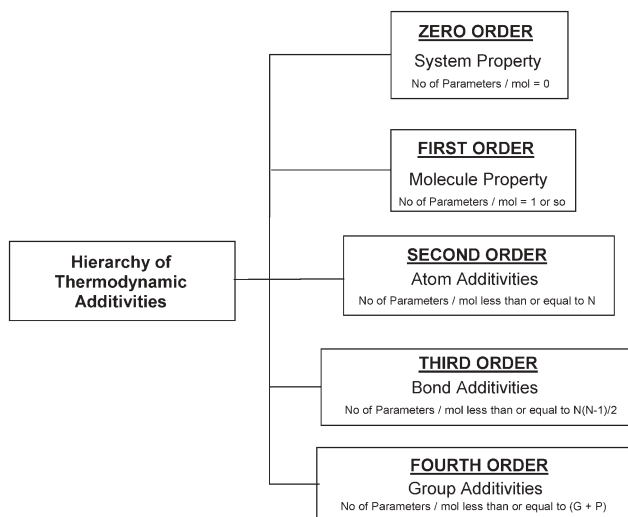 ZERO ORDER
System Property
No of Parameters / mol = 0
FIRST ORDER
Molecule Property
No of Parameters / mol = 1 or so
Hierarchy of
Thermodynamic
Additivities
SECOND ORDER
Atom Additivities
No of Parameters / mol less than or equal to N
THIRD ORDER
Bond Additivities
No of Parameters / mol less than or equal to N(N-1)/2
FOURTH ORDER
Group Additivities
No of Parameters / mol less than or equal to (G + P)